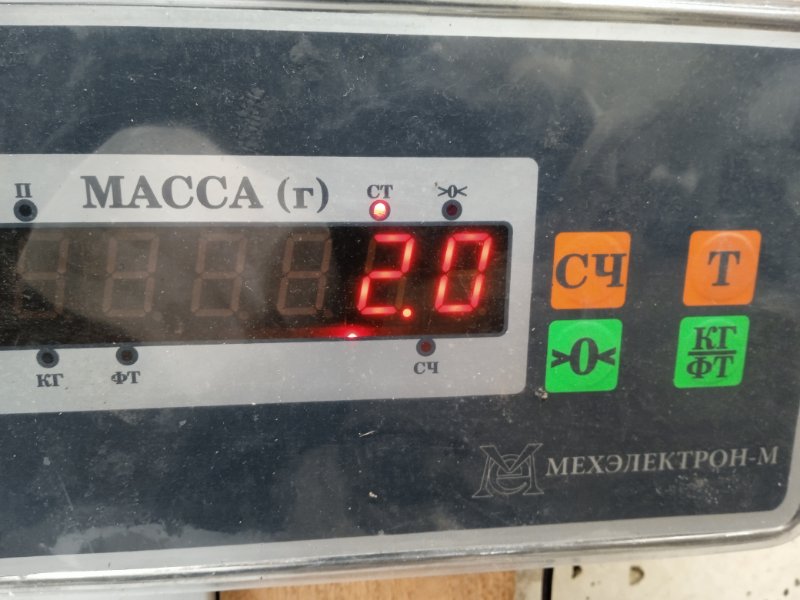 П МАССА (г) СТ >0<
2.0
КГ ФТ СЧ
СЧ Т
>0< КГ/ФТ
МЕХЭЛЕКТРОН-М